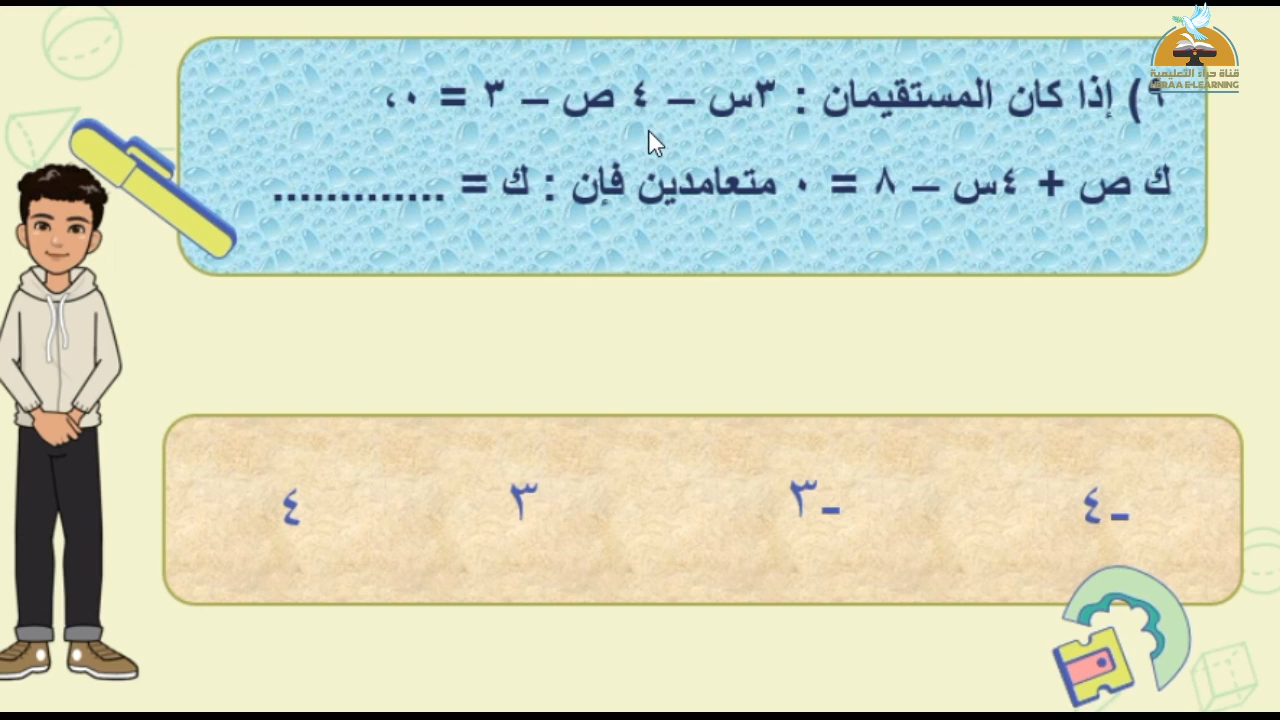 قناة حراء التعليمية
HERAA E-LEARNING
٩) إذا كان المستقيمان : ٣س – ٤ ص – ٣ = ٠،
ك ص + ٤س – ٨ = ٠ متعامدين فإن : ك = .............
-٤ -٣ ٣ ٤